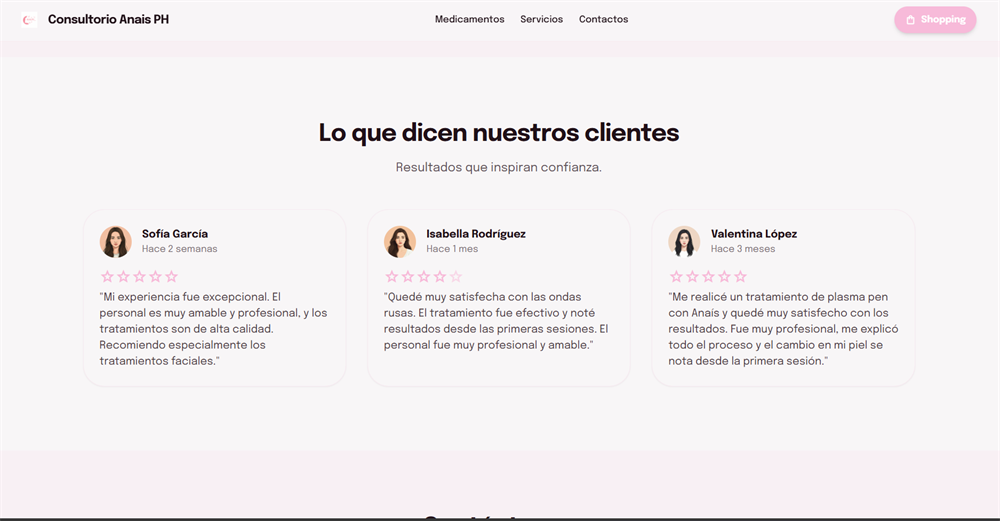 Consultorio Anais PH
Medicamentos
Servicios
Contactos
Shopping
Lo que dicen nuestros clientes
Resultados que inspiran confianza.
Sofía García
Hace 2 semanas
"Mi experiencia fue excepcional. El
personal es muy amable y profesional, y los
tratamientos son de alta calidad.
Recomiendo especialmente los
tratamientos faciales."
Isabella Rodríguez
Hace 1 mes
"Quedé muy satisfecha con las ondas
rusas. El tratamiento fue efectivo y noté
resultados desde las primeras sesiones. El
personal fue muy profesional y amable."
Valentina López
Hace 3 meses
"Me realicé un tratamiento de plasma pen
con Anaís y quedé muy satisfecho con los
resultados. Fue muy profesional, me explicó
todo el proceso y el cambio en mi piel se
nota desde la primera sesión."